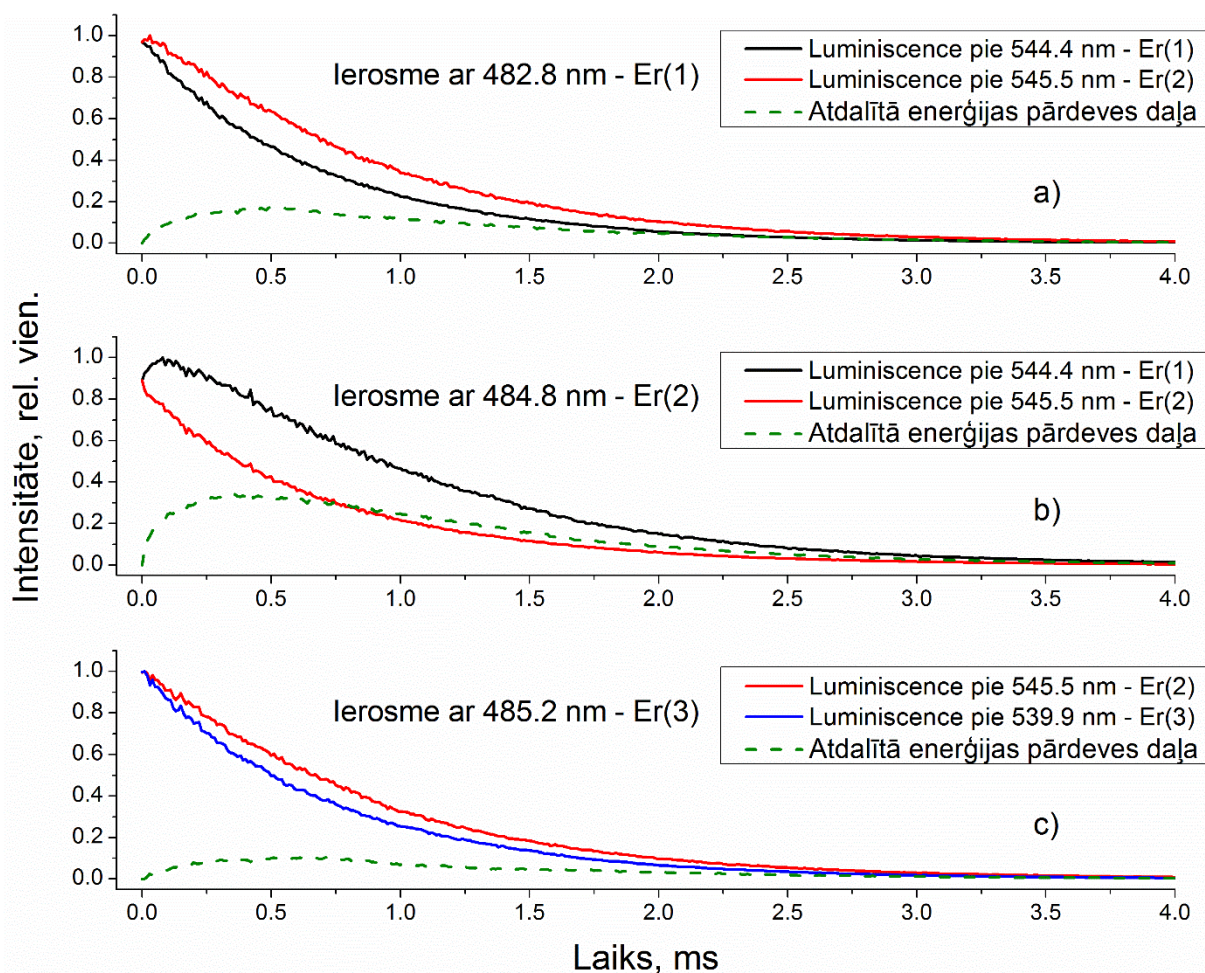 Intensitāte, rel. vien.
1.0
0.8
0.6
0.4
0.2
0.0
Ierosme ar 482.8 nm - Er(1)
Luminiscence pie 544.4 nm - Er(1)
Luminiscence pie 545.5 nm - Er(2)
Atdalītā enerģijas pārdeves daļa
a)
0.0 0.5 1.0 1.5 2.0 2.5 3.0 3.5 4.0
1.0
0.8
0.6
0.4
0.2
0.0
Ierosme ar 484.8 nm - Er(2)
Luminiscence pie 544.4 nm - Er(1)
Luminiscence pie 545.5 nm - Er(2)
Atdalītā enerģijas pārdeves daļa
b)
0.0 0.5 1.0 1.5 2.0 2.5 3.0 3.5 4.0
1.0
0.8
0.6
0.4
0.2
0.0
Ierosme ar 485.2 nm - Er(3)
Luminiscence pie 545.5 nm - Er(2)
Luminiscence pie 539.9 nm - Er(3)
Atdalītā enerģijas pārdeves daļa
c)
0.0 0.5 1.0 1.5 2.0 2.5 3.0 3.5 4.0
Laiks, ms